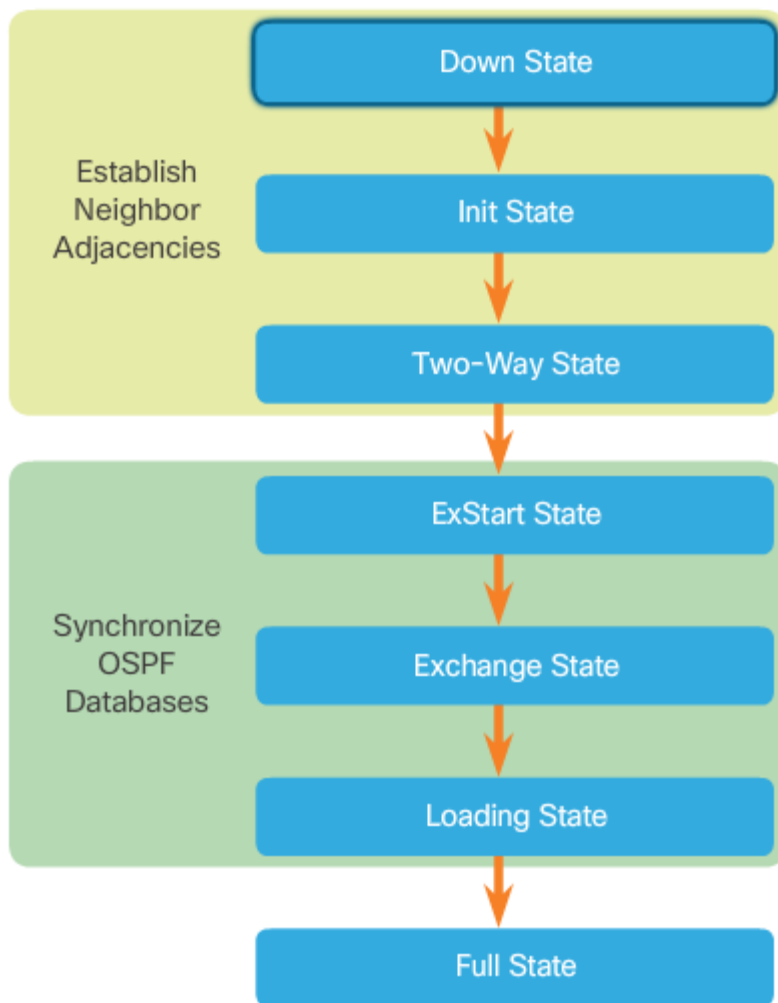 Down State
Establish
Neighbor
Adjacencies
Init State
Two-Way State
ExStart State
Synchronize
OSPF
Databases
Exchange State
Loading State
Full State